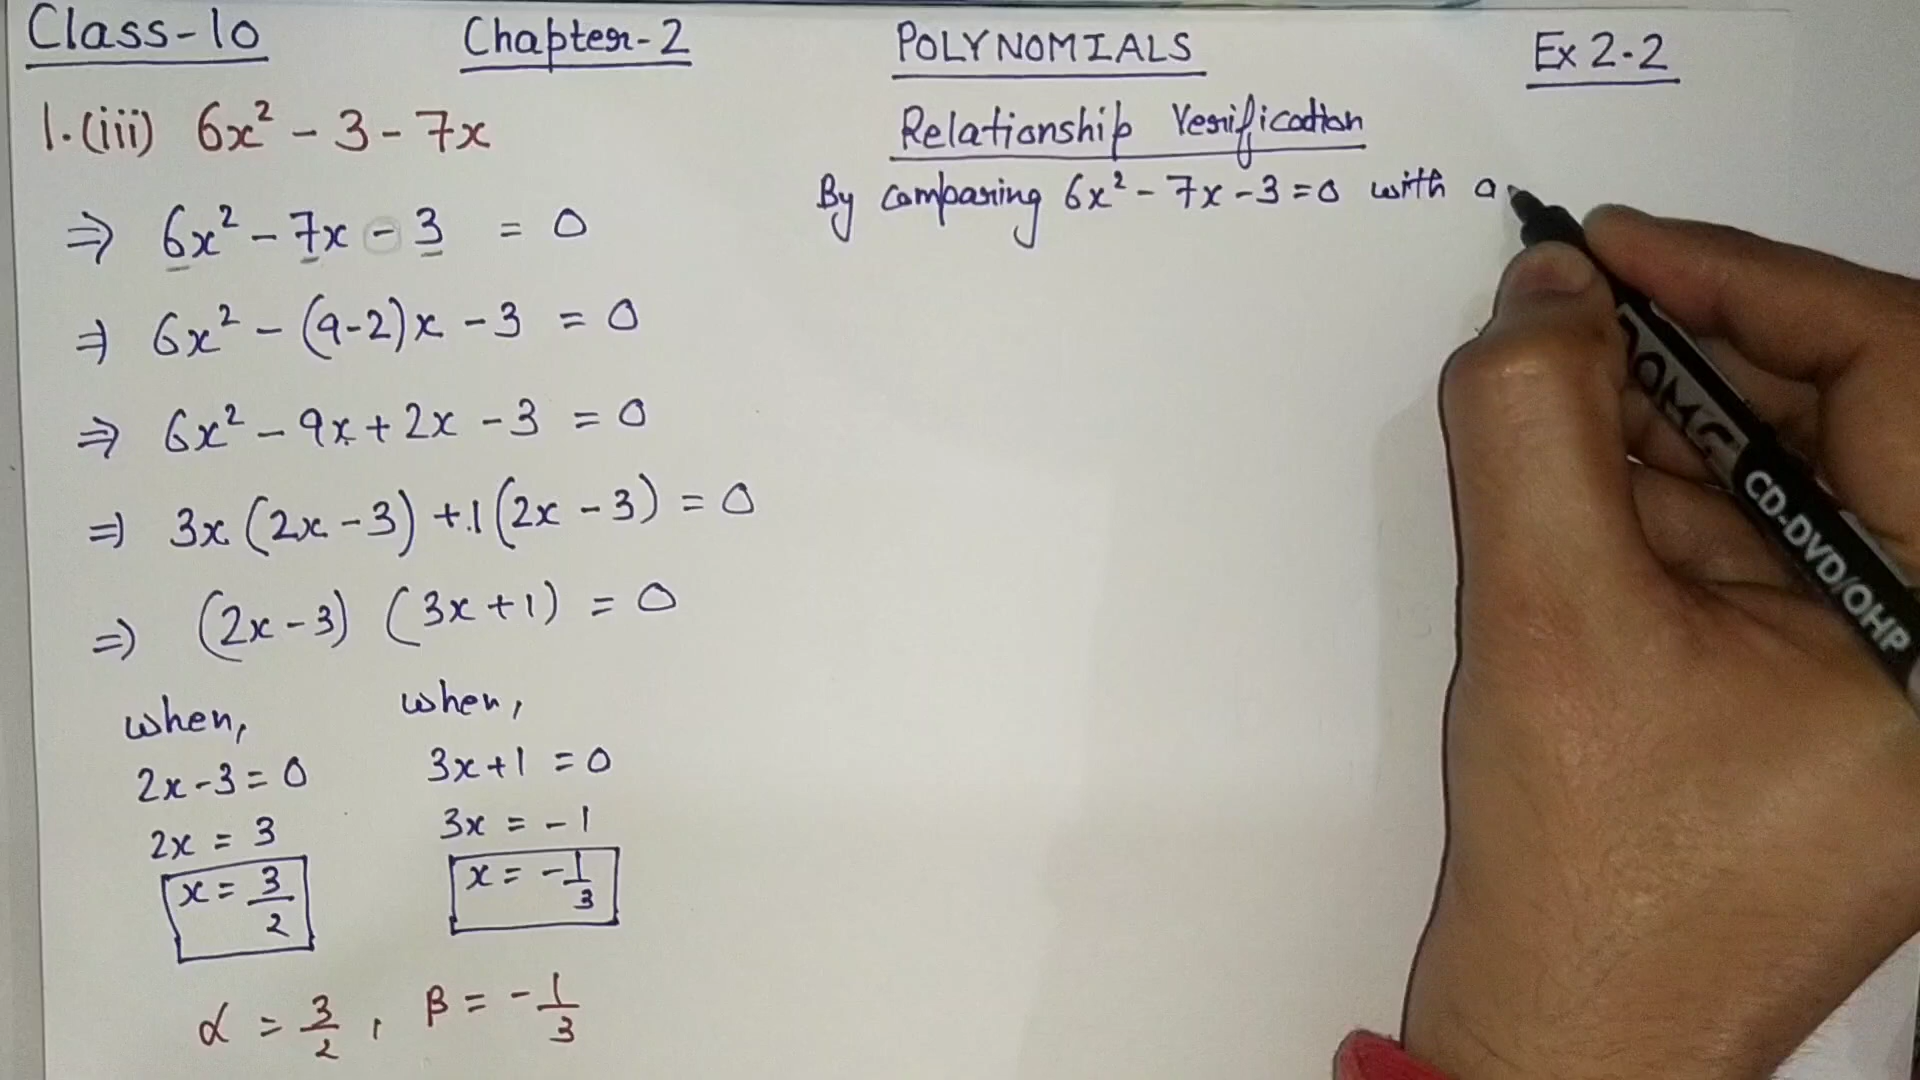 Class-10 Chapter-2 POLYNOMIALS Ex 2.2
1.(iii) 6x² - 3 - 7x
⇒ 6x² - 7x - 3 = 0
⇒ 6x² - (9-2)x - 3 = 0
⇒ 6x² - 9x + 2x - 3 = 0
⇒ 3x (2x - 3) + 1 (2x - 3) = 0
⇒ (2x - 3) (3x + 1) = 0
when, when,
2x - 3 = 0 3x + 1 = 0
2x = 3 3x = - 1
x = 3/2 x = - 1/3
α = 3/2 , β = - 1/3
Relationship Verification
By comparing 6x² - 7x - 3 = 0 with a
CD-DVD/OHP